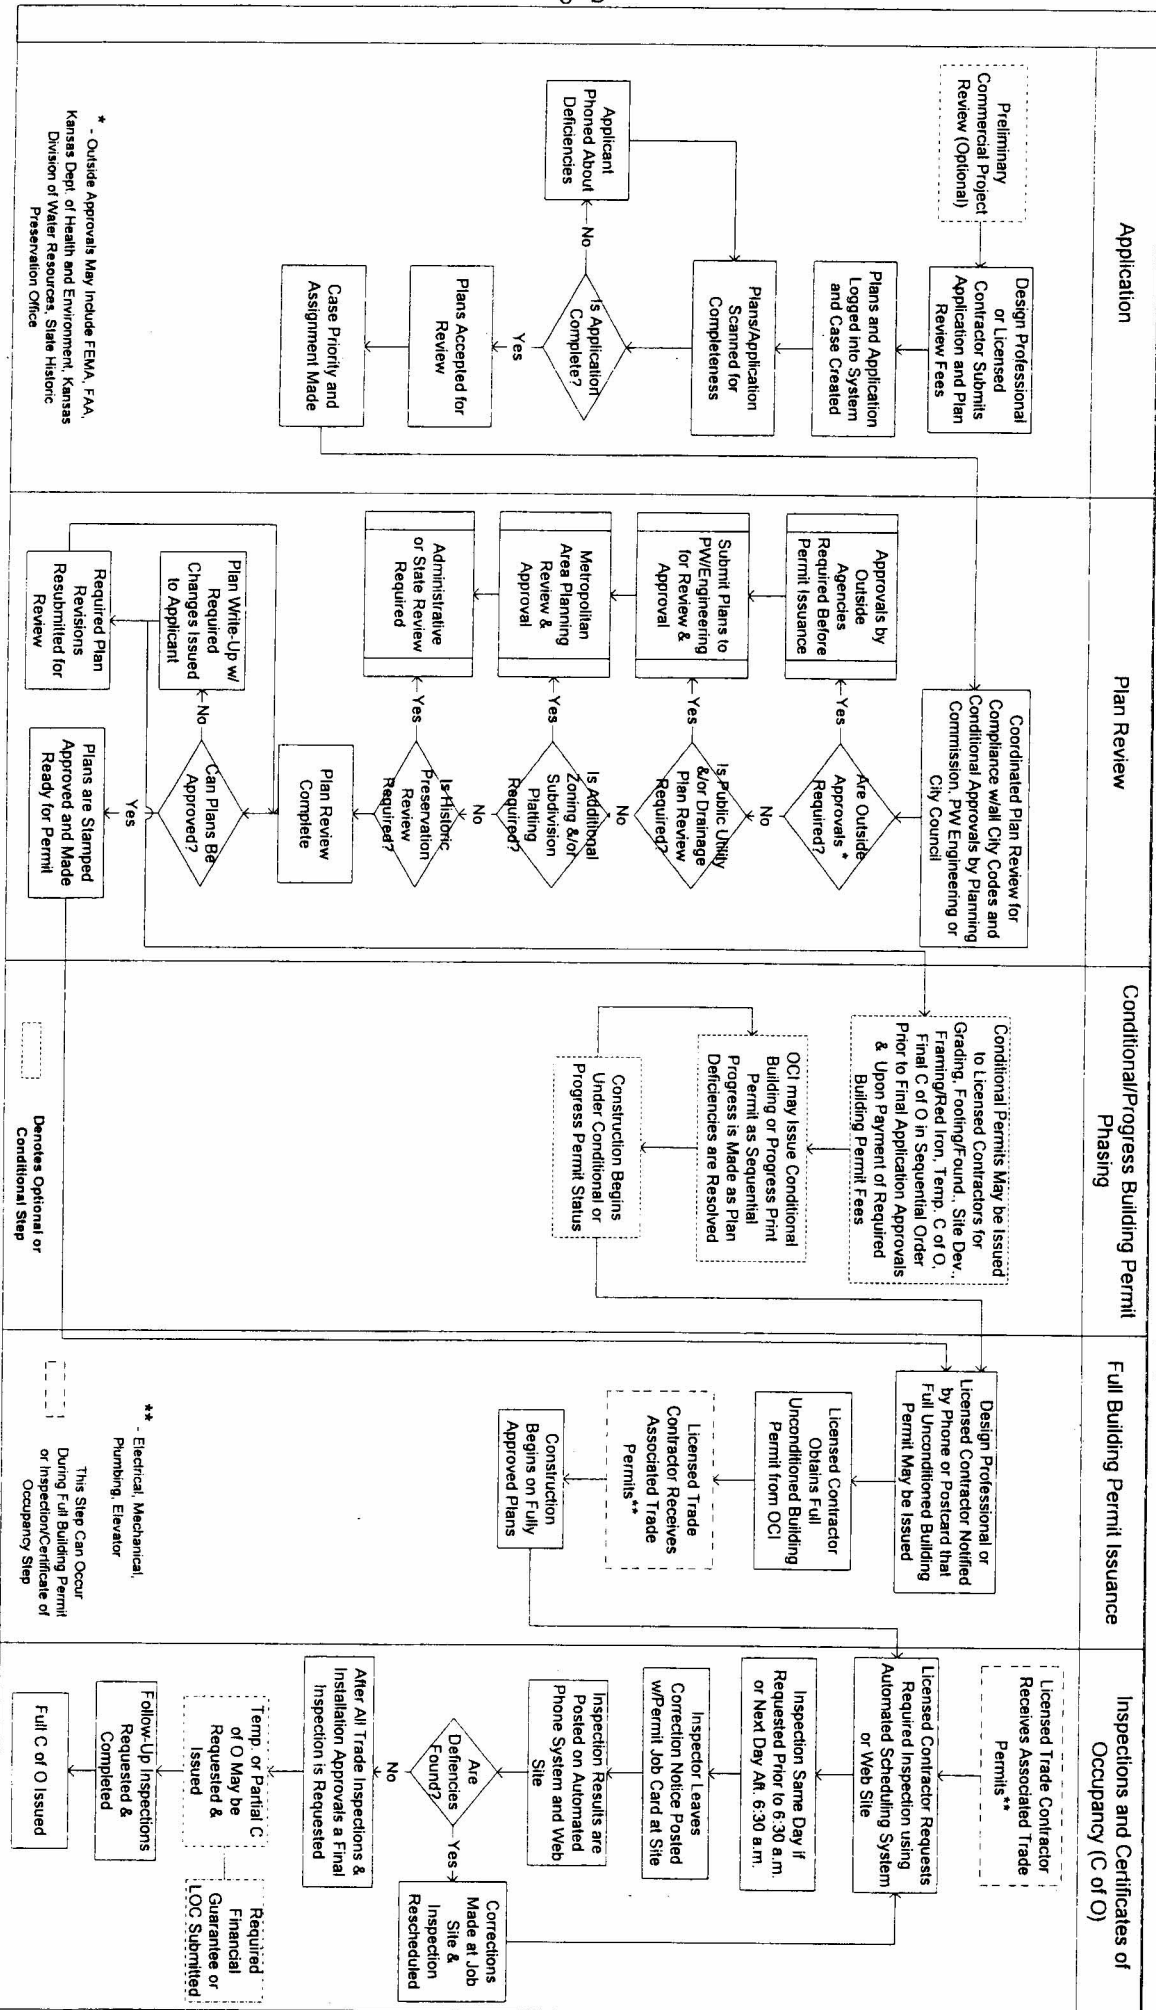 Application
Preliminary
Commercial Project
Review (Optional)
Design Professional
or Licensed
Contractor Submits
Application and Plan
Review Fees
Plans and Application
Logged into System
and Case Created
Plans/Application
Scanned for
Completeness
Applicant
Phoned About
Deficiencies
No
Is Application
Complete?
Yes
Plans Accepted for
Review
Case Priority and
Assignment Made
* - Outside Approvals May Include FEMA, FAA,
Kansas Dept. of Health and Environment, Kansas
Division of Water Resources, State Historic
Preservation Office
Plan Review
Coordinated Plan Review for
Compliance w/all City Codes and
Conditional Approvals by Planning
Commission, PW Engineering or
City Council
Approvals by
Outside
Agencies
Required Before
Permit Issuance
Yes
Are Outside
Approvals *
Required?
No
Submit Plans to
PW/Engineering
for Review &
Approval
Yes
Is Public Utility
&/or Drainage
Plan Review
Required?
No
Metropolitan
Area Planning
Review &
Approval
Yes
Is Additional
Zoning &/or
Subdivision
Platting
Required?
No
Administrative
or State Review
Required
Yes
Is Historic
Preservation
Review
Required?
Plan Review
Complete
Plan Write-Up w/
Required
Changes Issued
to Applicant
No
Can Plans Be
Approved?
Yes
Required Plan
Revisions
Resubmitted for
Review
Plans are Stamped
Approved and Made
Ready for Permit
Conditional/Progress Building Permit
Phasing
Conditional Permits May be Issued
to Licensed Contractors for
Grading, Footing/Found., Site Dev.,
Framing/Red Iron, Temp. C of O,
Final C of O in Sequential Order
Prior to Final Application Approvals
& Upon Payment of Required
Building Permit Fees
OCI may Issue Conditional
Building or Progress Print
Permit as Sequential
Progress is Made as Plan
Deficiencies are Resolved
Construction Begins
Under Conditional or
Progress Permit Status
Denotes Optional or
Conditional Step
Full Building Permit Issuance
Design Professional or
Licensed Contractor Notified
by Phone or Postcard that
Full Unconditioned Building
Permit May be Issued
Licensed Contractor
Obtains Full
Unconditioned Building
Permit from OCI
Licensed Trade
Contractor Receives
Associated Trade
Permits**
Construction
Begins on Fully
Approved Plans
** - Electrical, Mechanical,
Plumbing, Elevator
This Step Can Occur
During Full Building Permit
or Inspection/Certificate of
Occupancy Step
Inspections and Certificates of
Occupancy (C of O)
Licensed Trade Contractor
Receives Associated Trade
Permits**
Licensed Contractor Requests
Required Inspection using
Automated Scheduling System
or Web Site
Inspection Same Day if
Requested Prior to 6:30 a.m.
or Next Day Aft. 6:30 a.m.
Inspector Leaves
Correction Notice Posted
w/Permit Job Card at Site
Inspection Results are
Posted on Automated
Phone System and Web
Site
Are
Defiencies
Found?
Yes
Corrections
Made at Job
Site &
Inspection
Rescheduled
No
After All Trade Inspections &
Installation Approvals a Final
Inspection is Requested
Temp. or Partial C
of O May be
Requested &
Issued
Required
Financial
Guarantee or
LOC Submitted
Follow-Up Inspections
Requested &
Completed
Full C of O Issued